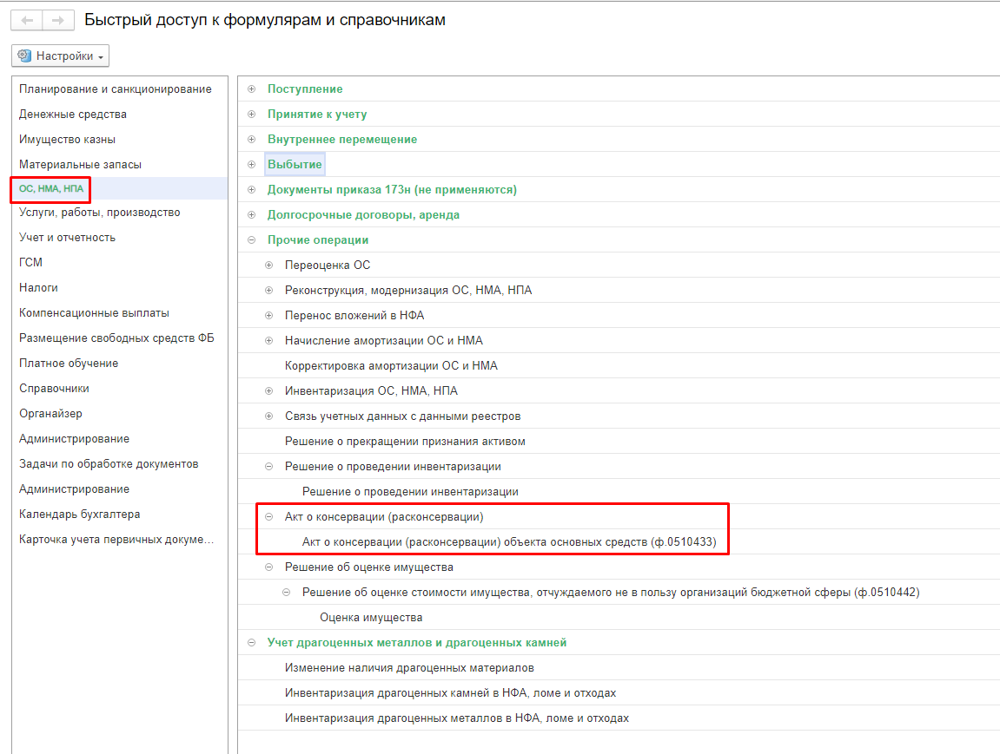 Быстрый доступ к формулярам и справочникам
Настройки
Планирование и санкционирование
Денежные средства
Имущество казны
Материальные запасы
ОС, НМА, НПА
Услуги, работы, производство
Учет и отчетность
ГСМ
Налоги
Компенсационные выплаты
Размещение свободных средств ФБ
Платное обучение
Справочники
Органайзер
Администрирование
Задачи по обработке документов
Администрирование
Календарь бухгалтера
Карточка учета первичных докуме...
Поступление
Принятие к учету
Внутреннее перемещение
Выбытие
Документы приказа 173н (не применяются)
Долгосрочные договоры, аренда
Прочие операции
Переоценка ОС
Реконструкция, модернизация ОС, НМА, НПА
Перенос вложений в НФА
Начисление амортизации ОС и НМА
Корректировка амортизации ОС и НМА
Инвентаризация ОС, НМА, НПА
Связь учетных данных с данными реестров
Решение о прекращении признания активом
Решение о проведении инвентаризации
Решение о проведении инвентаризации
Акт о консервации (расконсервации)
Акт о консервации (расконсервации) объекта основных средств (ф.0510433)
Решение об оценке имущества
Решение об оценке стоимости имущества, отчуждаемого не в пользу организаций бюджетной сферы (ф.0510442)
Оценка имущества
Учет драгоценных металлов и драгоценных камней
Изменение наличия драгоценных материалов
Инвентаризация драгоценных камней в НФА, ломе и отходах
Инвентаризация драгоценных металлов в НФА, ломе и отходах